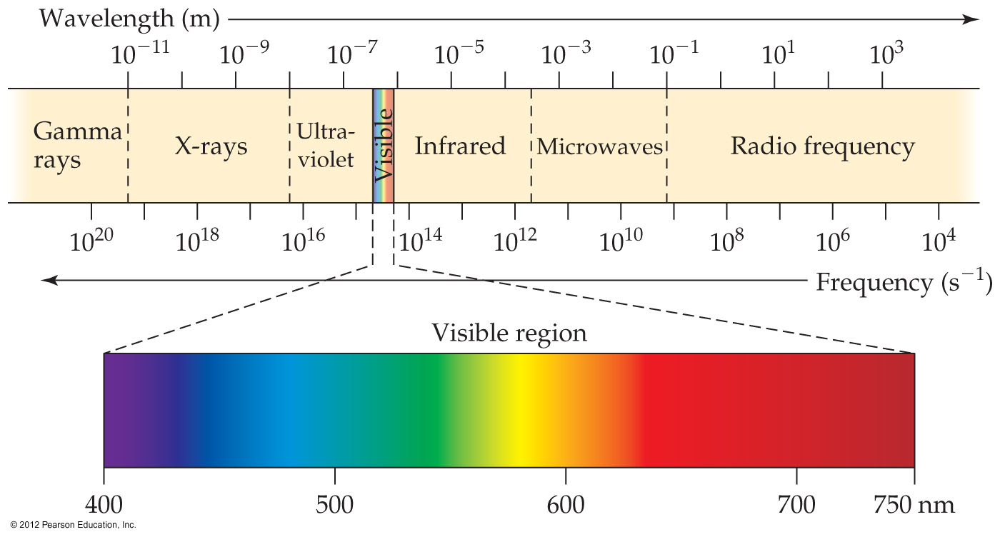 Wavelength (m)
10⁻¹¹ 10⁻⁹ 10⁻⁷ 10⁻⁵ 10⁻³ 10⁻¹ 10¹ 10³
Gamma
rays
X-rays
Ultra-
violet
Visible
Infrared
Microwaves
Radio frequency
10²⁰ 10¹⁸ 10¹⁶ 10¹⁴ 10¹² 10¹⁰ 10⁸ 10⁶ 10⁴
Frequency (s⁻¹)
Visible region
400 500 600 700 750 nm
© 2012 Pearson Education, Inc.